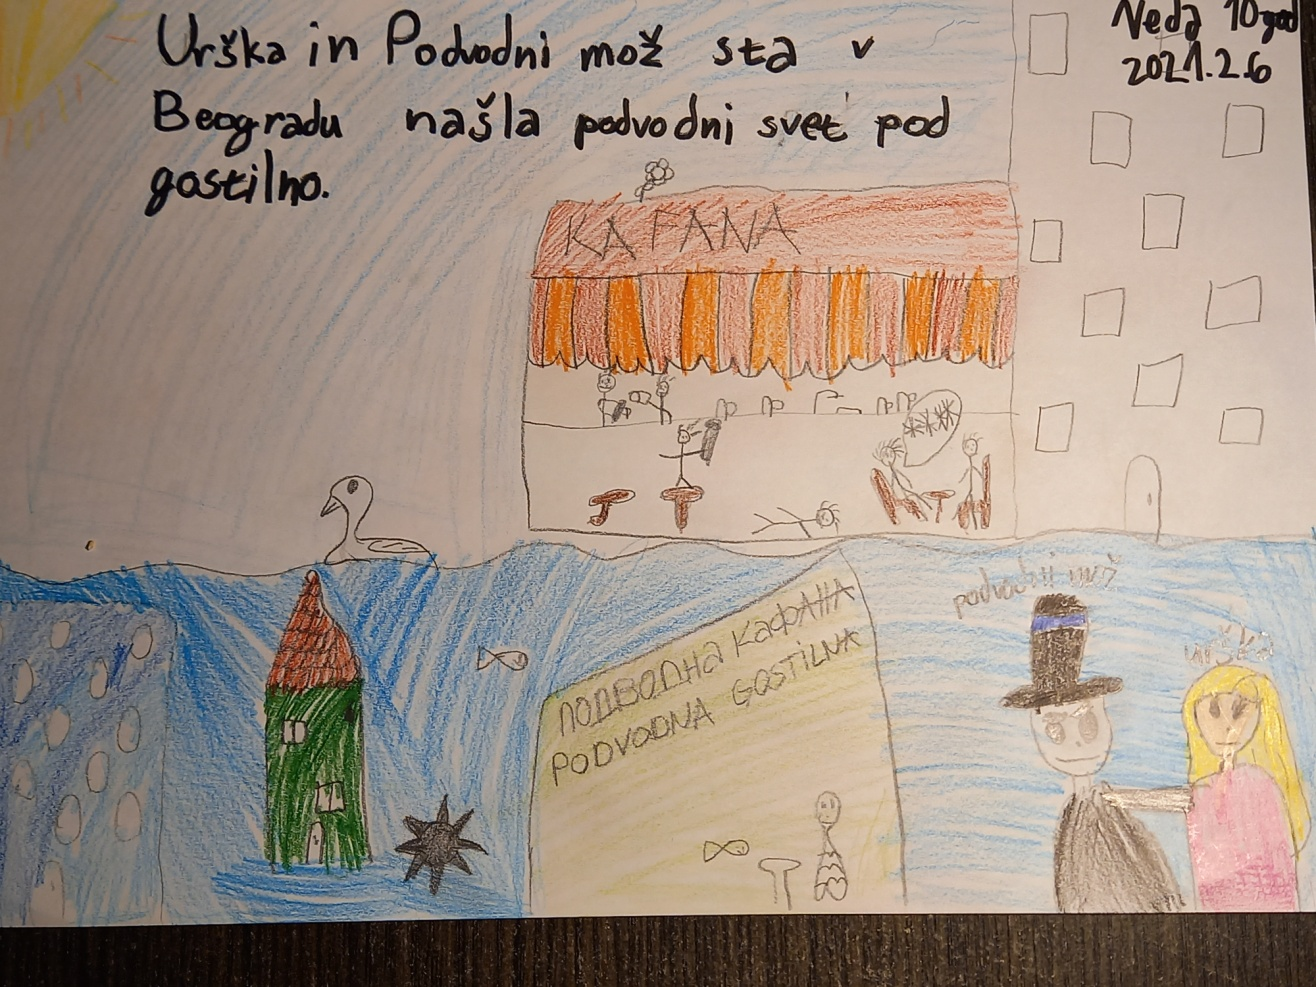 Urška in Podvodni mož sta v
Beogradu našla podvodni svet pod
gostilno.
Neda 10 god
2021.2.6
KAFANA
podvodni mož
urška
ПОДВОДНА КАФАНА
PODVODNA GOSTILNA